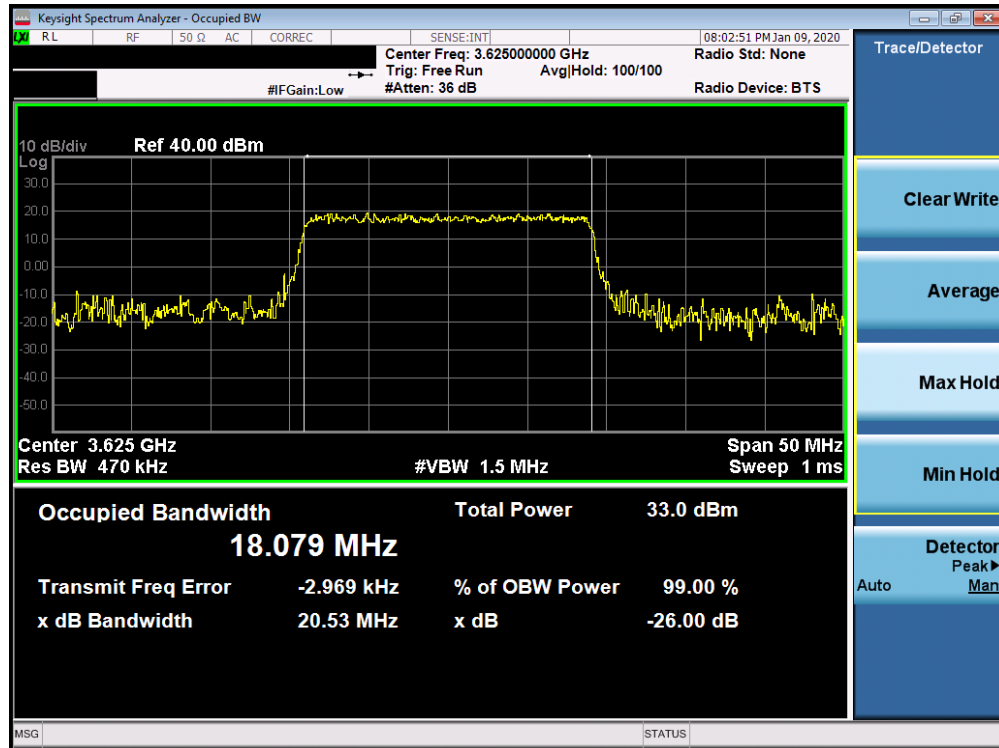 Keysight Spectrum Analyzer - Occupied BW
LXI RL RF 50 Ω AC CORREC SENSE:INT 08:02:51 PM Jan 09, 2020
Center Freq: 3.625000000 GHz Radio Std: None
Trig: Free Run Avg|Hold: 100/100
#IFGain:Low #Atten: 36 dB Radio Device: BTS
Trace/Detector
10 dB/div Ref 40.00 dBm
Log
30.0
20.0
10.0
0.00
-10.0
-20.0
-30.0
-40.0
-50.0
Center 3.625 GHz Span 50 MHz
Res BW 470 kHz #VBW 1.5 MHz Sweep 1 ms
Occupied Bandwidth Total Power 33.0 dBm
18.079 MHz
Transmit Freq Error -2.969 kHz % of OBW Power 99.00 %
x dB Bandwidth 20.53 MHz x dB -26.00 dB
Clear Write
Average
Max Hold
Min Hold
Detector
Peak
Auto Man
MSG STATUS